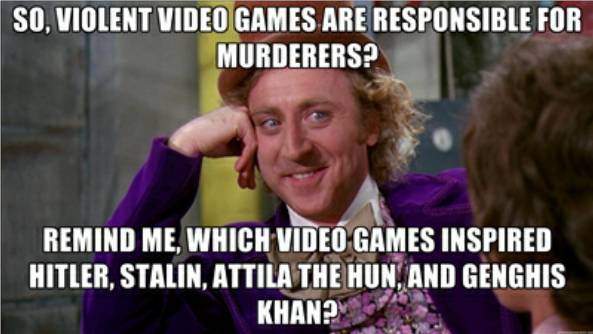 SO, VIOLENT VIDEO GAMES ARE RESPONSIBLE FOR
MURDERERS?
REMIND ME, WHICH VIDEO GAMES INSPIRED
HITLER, STALIN, ATTILA THE HUN, AND GENGHIS
KHAN?